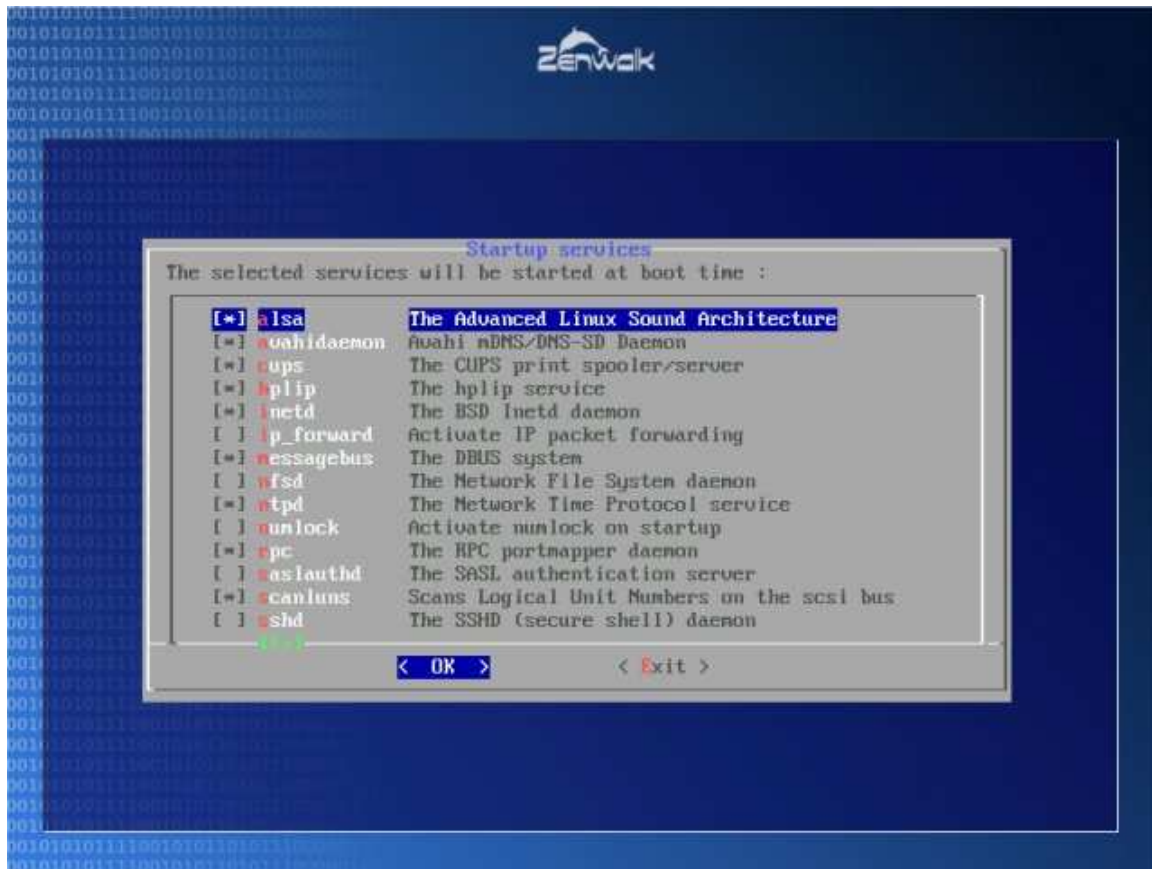 Zenwalk
Startup services
The selected services will be started at boot time :
[*] alsa The Advanced Linux Sound Architecture
[*] avahidaemon Avahi mDNS/DNS-SD Daemon
[*] cups The CUPS print spooler/server
[*] hplip The hplip service
[*] inetd The BSD Inetd daemon
[ ] ip_forward Activate IP packet forwarding
[*] messagebus The DBUS system
[ ] nfsd The Network File System daemon
[*] ntpd The Network Time Protocol service
[ ] numlock Activate numlock on startup
[*] rpc The RPC portmapper daemon
[ ] saslauthd The SASL authentication server
[*] scanluns Scans Logical Unit Numbers on the scsi bus
[ ] sshd The SSHD (secure shell) daemon
< OK > < Exit >